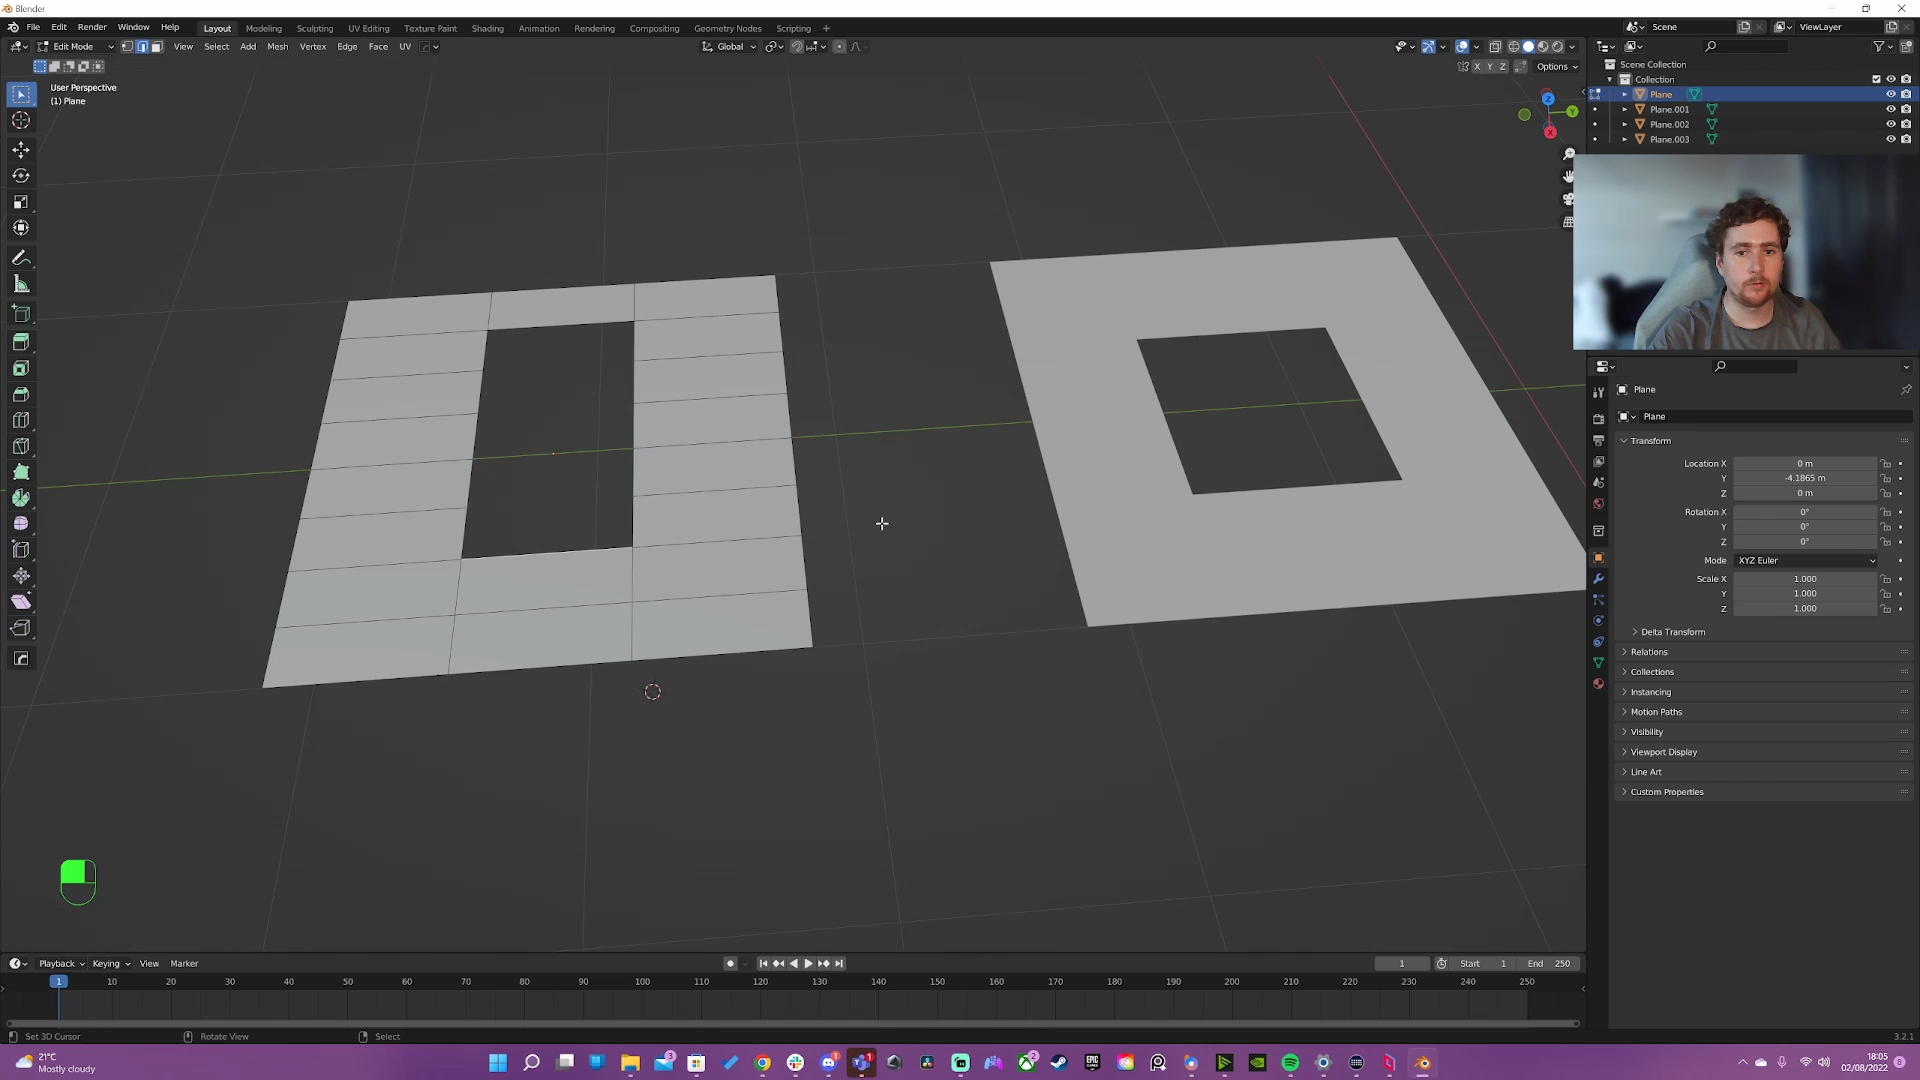 Blender
File Edit Render Window Help Layout Modeling Sculpting UV Editing Texture Paint Shading Animation Rendering Compositing Geometry Nodes Scripting + Scene ViewLayer
Edit Mode View Select Add Mesh Vertex Edge Face UV Global
X Y Z Options
User Perspective
(1) Plane
Z
Y
X
Scene Collection
Collection
Plane
Plane.001
Plane.002
Plane.003
Plane
Plane
Transform
Location X 0 m
Y -4.1865 m
Z 0 m
Rotation X 0°
Y 0°
Z 0°
Mode XYZ Euler
Scale X 1.000
Y 1.000
Z 1.000
Delta Transform
Relations
Collections
Instancing
Motion Paths
Visibility
Viewport Display
Line Art
Custom Properties
Playback Keying View Marker 1 Start 1 End 250
1 10 20 30 40 50 60 70 80 90 100 110 120 130 140 150 160 170 180 190 200 210 220 230 240 250
Set 3D Cursor Rotate View Select 3.2.1
21°C
Mostly cloudy
18:05
02/08/2022